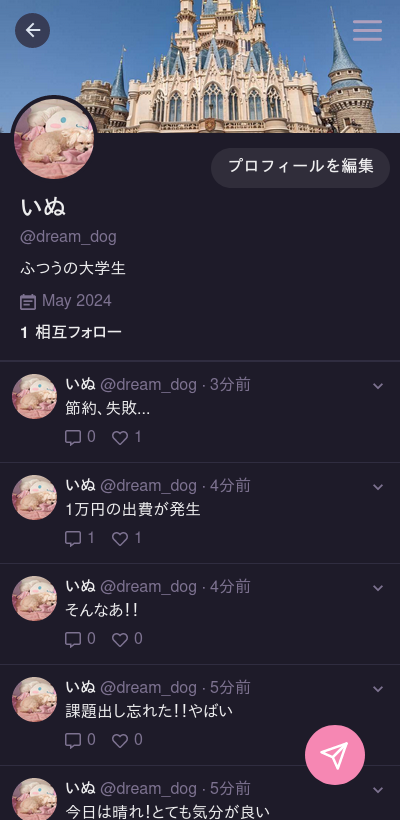 プロフィールを編集
いぬ
@dream_dog
ふつうの大学生
May 2024
1 相互フォロー
いぬ @dream_dog · 3分前
節約、失敗...
0 1
いぬ @dream_dog · 4分前
1万円の出費が発生
1 1
いぬ @dream_dog · 4分前
そんなあ!!
0 0
いぬ @dream_dog · 5分前
課題出し忘れた!!やばい
0 0
いぬ @dream_dog · 5分前
今日は晴れ!とても気分が良い